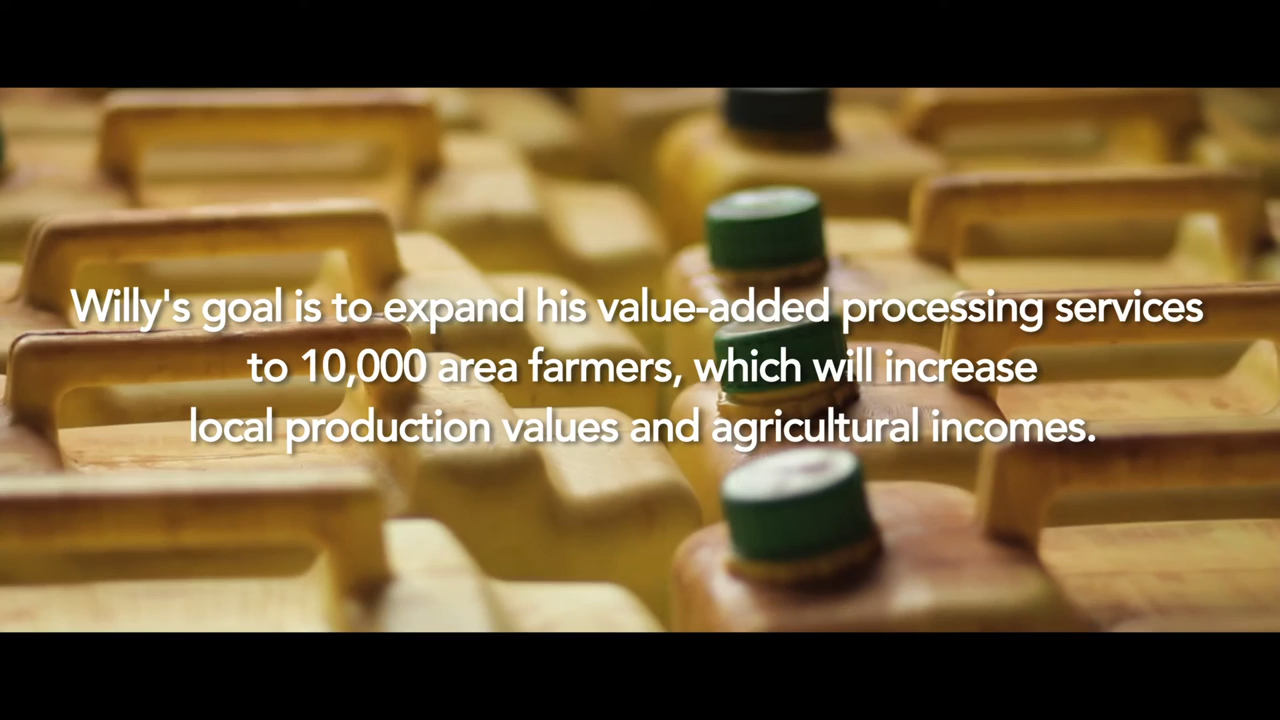 Willy's goal is to expand his value-added processing services
to 10,000 area farmers, which will increase
local production values and agricultural incomes.